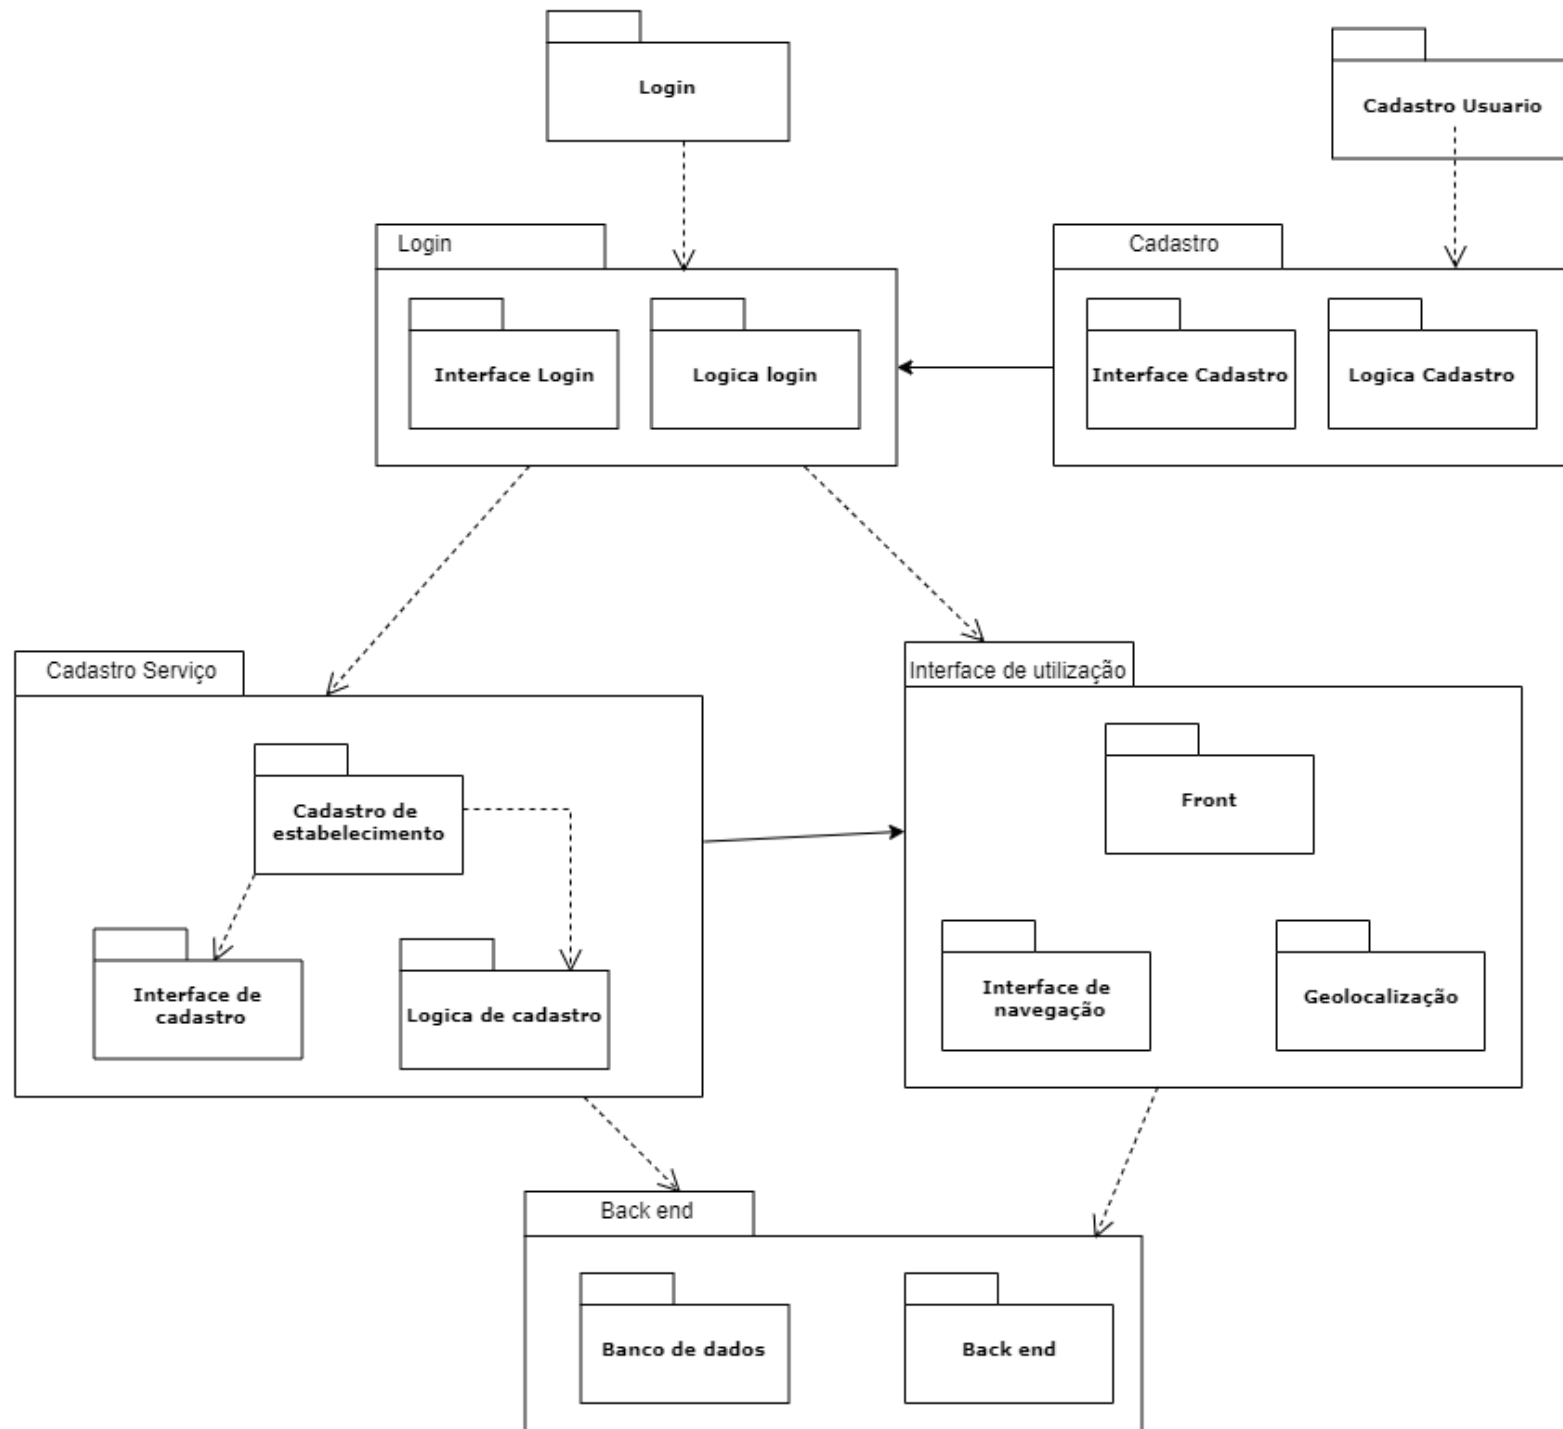 Login
Cadastro Usuario
Login
Cadastro
Interface Login
Logica login
Interface Cadastro
Logica Cadastro
Cadastro Serviço
Interface de utilização
Cadastro de
estabelecimento
Front
Interface de
cadastro
Logica de cadastro
Interface de
navegação
Geolocalização
Back end
Banco de dados
Back end